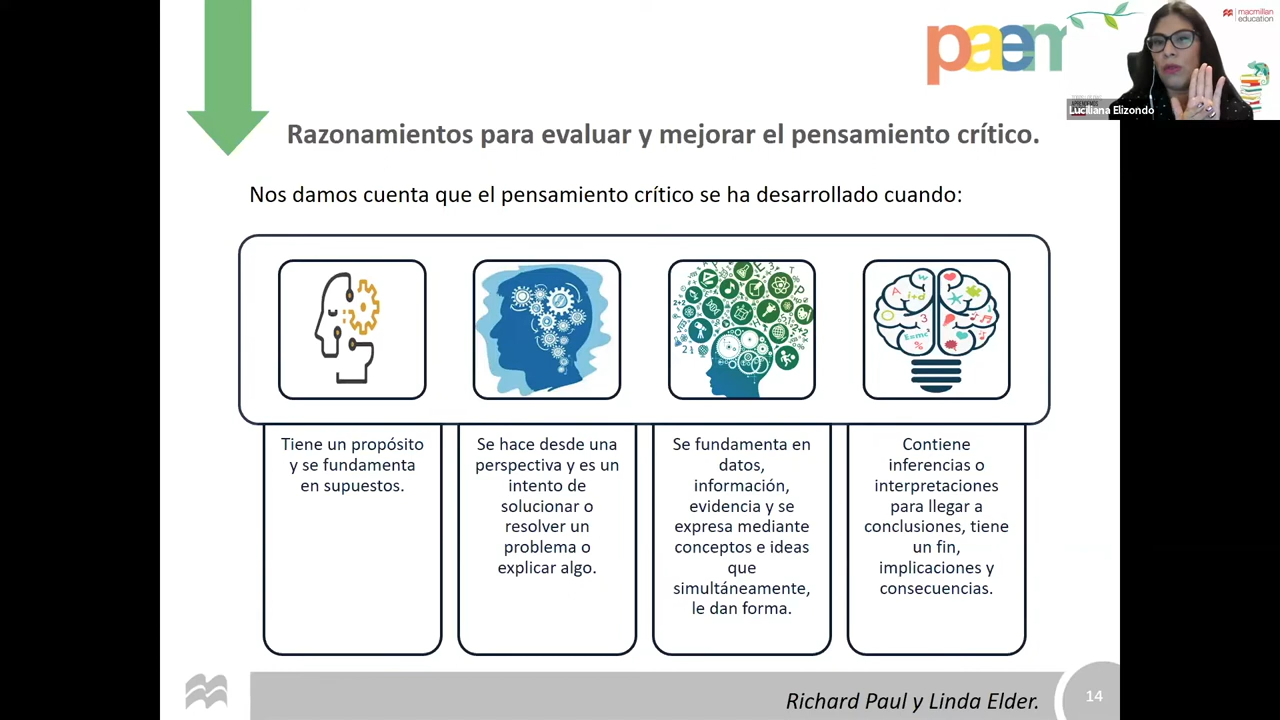 paem
macmillan
education
Luciliana Elizondo
Razonamientos para evaluar y mejorar el pensamiento crítico.
Nos damos cuenta que el pensamiento crítico se ha desarrollado cuando:
Tiene un propósito
y se fundamenta
en supuestos.
Se hace desde una
perspectiva y es un
intento de
solucionar o
resolver un
problema o
explicar algo.
Se fundamenta en
datos,
información,
evidencia y se
expresa mediante
conceptos e ideas
que
simultáneamente,
le dan forma.
Contiene
inferencias o
interpretaciones
para llegar a
conclusiones, tiene
un fin,
implicaciones y
consecuencias.
Richard Paul y Linda Elder.
14